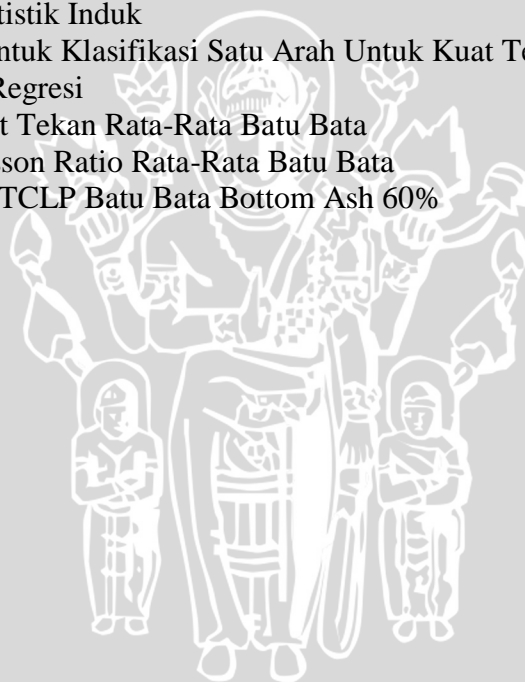 tistik Induk
ntuk Klasifikasi Satu Arah Untuk Kuat Te
Regresi
t Tekan Rata-Rata Batu Bata
sson Ratio Rata-Rata Batu Bata
TCLP Batu Bata Bottom Ash 60%